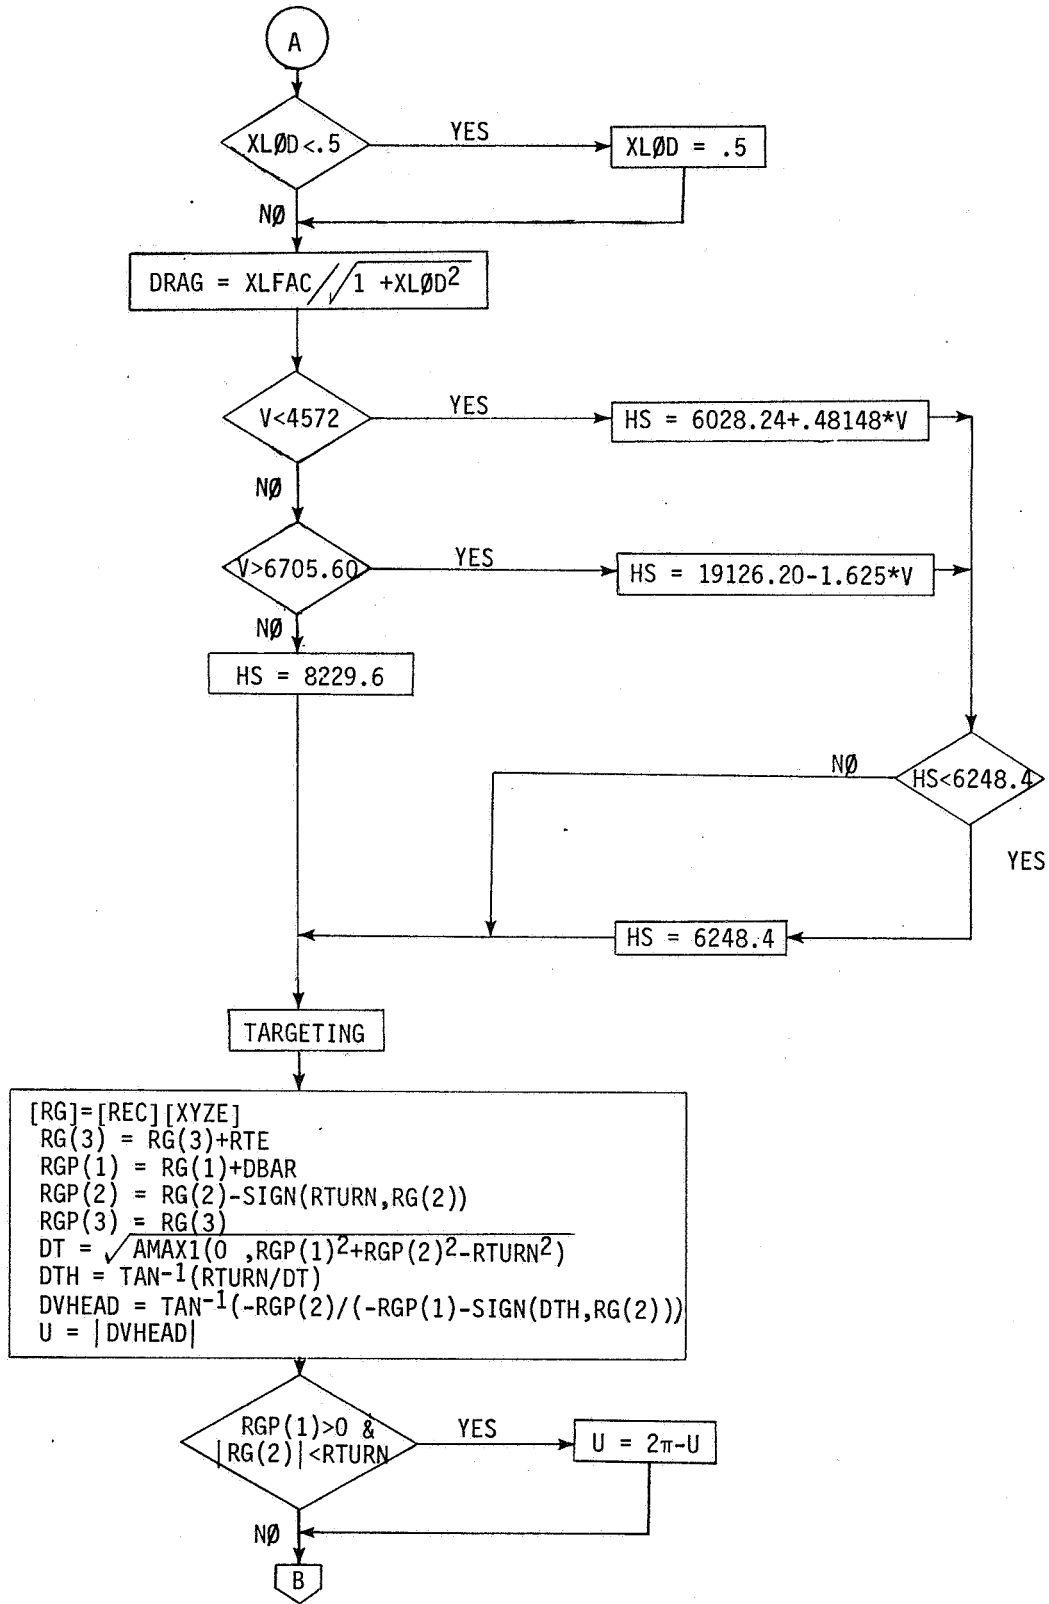 A
XLØD<.5
YES
XLØD = .5
NØ
DRAG = XLFAC/√1 +XLØD²
V<4572
YES
HS = 6028.24+.48148*V
NØ
V>6705.60
YES
HS = 19126.20-1.625*V
NØ
HS = 8229.6
NØ
HS<6248.4
YES
HS = 6248.4
TARGETING
[RG]=[REC][XYZE]
RG(3) = RG(3)+RTE
RGP(1) = RG(1)+DBAR
RGP(2) = RG(2)-SIGN(RTURN,RG(2))
RGP(3) = RG(3)
DT = √AMAX1(0 ,RGP(1)²+RGP(2)²-RTURN²)
DTH = TAN⁻¹(RTURN/DT)
DVHEAD = TAN⁻¹(-RGP(2)/(-RGP(1)-SIGN(DTH,RG(2)))
U = |DVHEAD|
RGP(1)>0 &
|RG(2)|<RTURN
YES
U = 2π-U
NØ
B